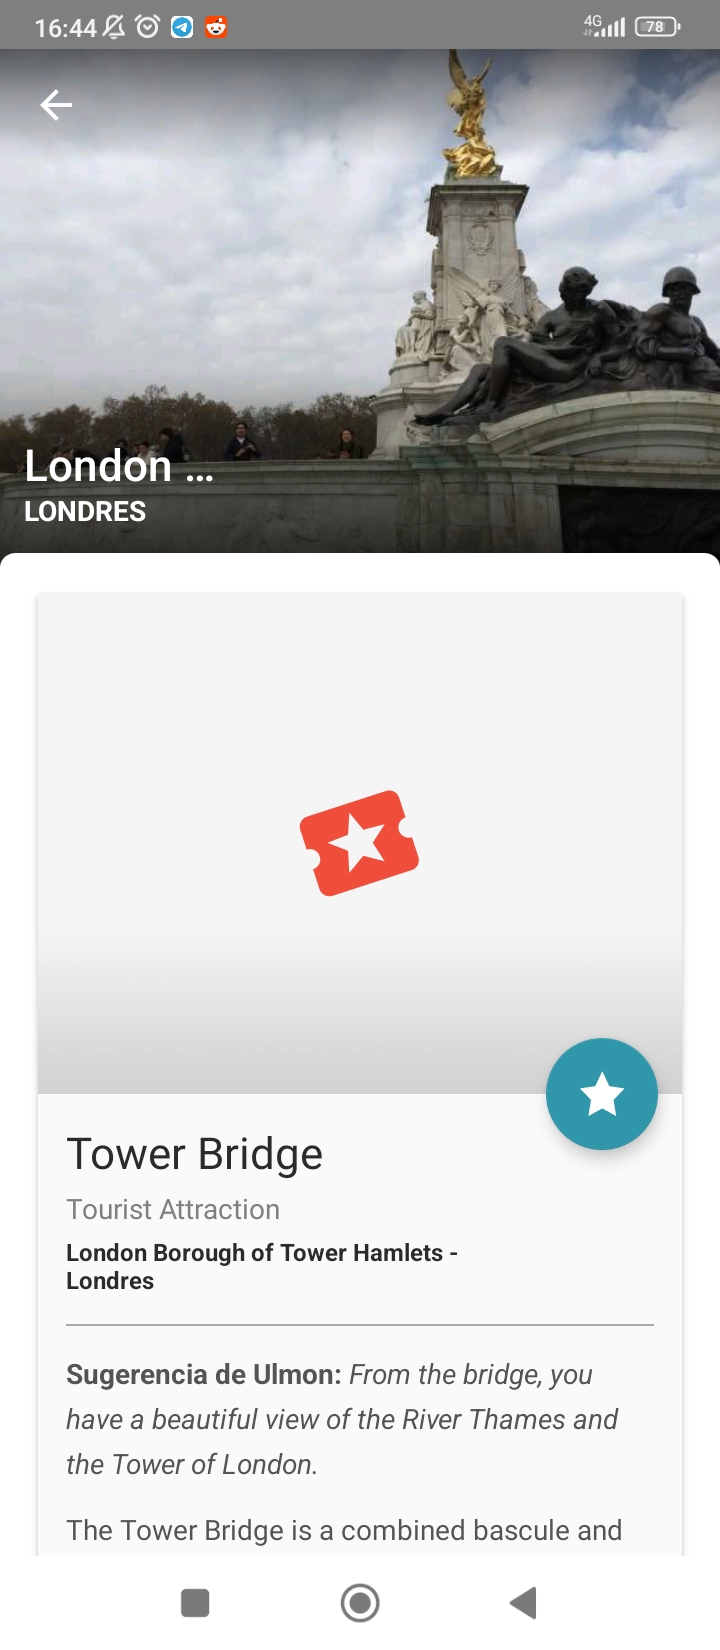 16:44
4G
78
London ...
LONDRES
Tower Bridge
Tourist Attraction
London Borough of Tower Hamlets -
Londres
Sugerencia de Ulmon: From the bridge, you
have a beautiful view of the River Thames and
the Tower of London.
The Tower Bridge is a combined bascule and